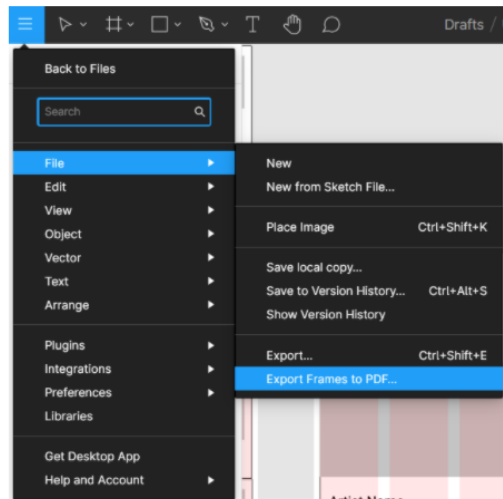 Drafts /
Back to Files
Search
File
Edit
View
Object
Vector
Text
Arrange
Plugins
Integrations
Preferences
Libraries
Get Desktop App
Help and Account
New
New from Sketch File...
Place Image Ctrl+Shift+K
Save local copy...
Save to Version History... Ctrl+Alt+S
Show Version History
Export... Ctrl+Shift+E
Export Frames to PDF...
Artist Name